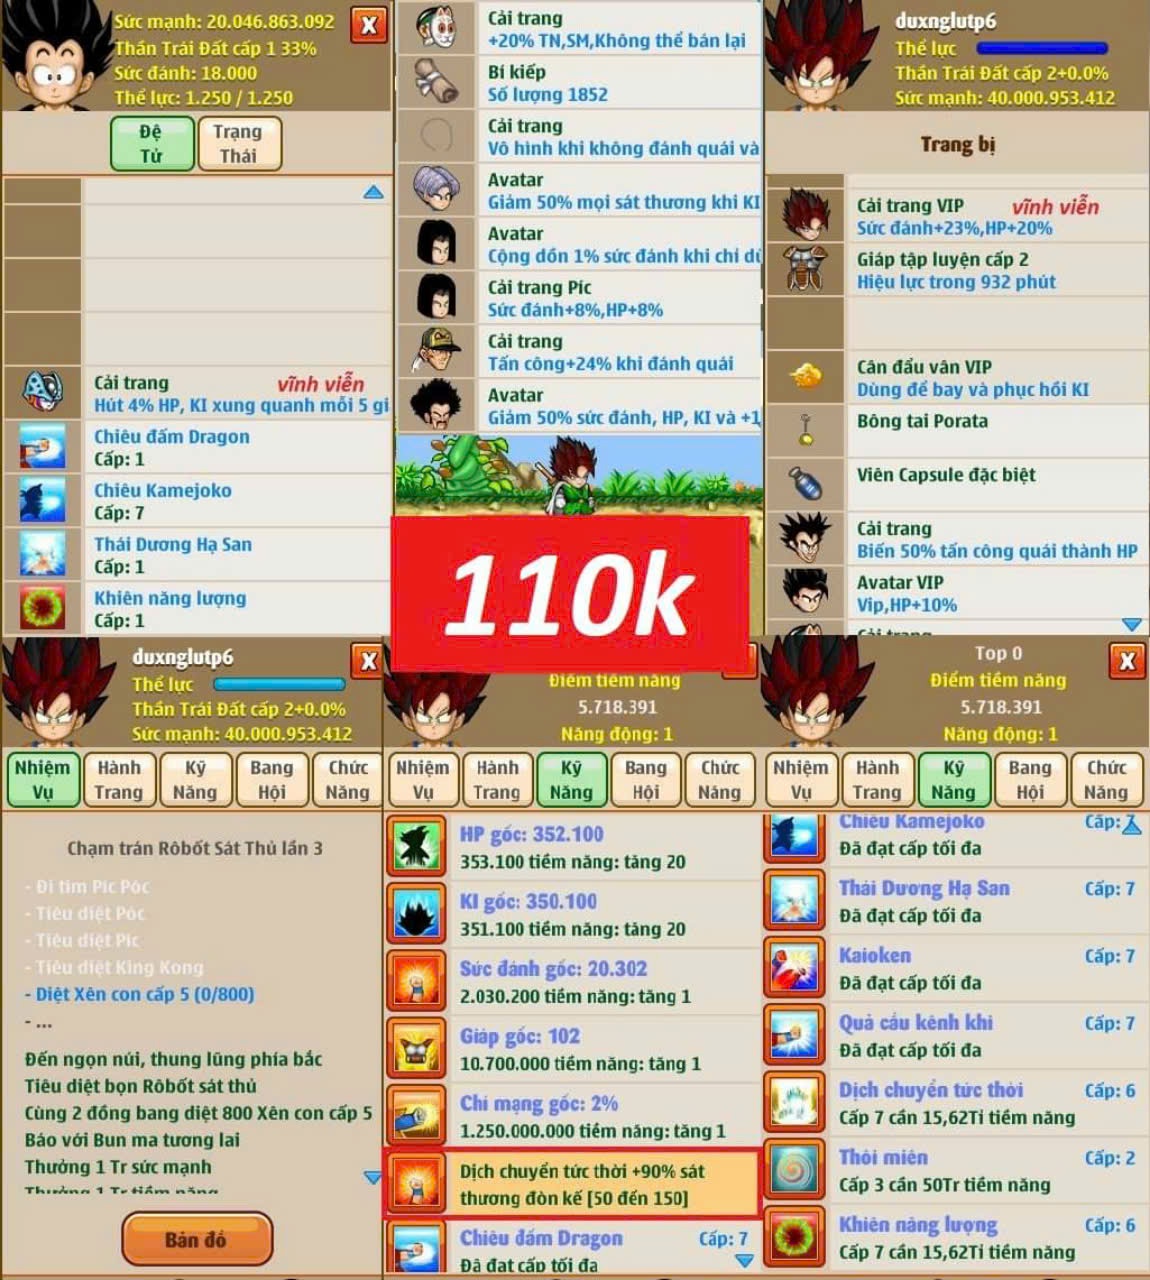 Sức mạnh: 20.046.863.092
X
Thần Trái Đất cấp 1 33%
Sức đánh: 18.000
Thể lực: 1.250 / 1.250
Đệ
Tử
Trạng
Thái
Cải trang
vĩnh viễn
Hút 4% HP, KI xung quanh mỗi 5 gi
Chiêu đấm Dragon
Cấp: 1
Chiêu Kamejoko
Cấp: 7
Thái Dương Hạ San
Cấp: 1
Khiên năng lượng
Cấp: 1
Cải trang
+20% TN,SM,Không thể bán lại
Bí kiếp
Số lượng 1852
Cải trang
Vô hình khi không đánh quái và
Avatar
Giảm 50% mọi sát thương khi KI
Avatar
Cộng dồn 1% sức đánh khi chỉ
Cải trang Pic
Sức đánh+8%,HP+8%
Cải trang
Tấn công+24% khi đánh quái
Avatar
Giảm 50% sức đánh, HP, KI và +1
110k
duxnglutp6
Thể lực
Thần Trái Đất cấp 2+0.0%
Sức mạnh: 40.000.953.412
Trang bị
Cải trang VIP
vĩnh viễn
Sức đánh+23%,HP+20%
Giáp tập luyện cấp 2
Hiệu lực trong 932 phút
Cân đẩu vân VIP
Dùng để bay và phục hồi KI
Bông tai Porata
Viên Capsule đặc biệt
Cải trang
Biến 50% tấn công quái thành HP
Avatar VIP
Vip,HP+10%
Cải trang
duxnglutp6
X
Thể lực
Thần Trái Đất cấp 2+0.0%
Sức mạnh: 40.000.953.412
Nhiệm
Vụ
Hành
Trang
Kỹ
Năng
Bang
Hội
Chức
Năng
Chạm trán Rôbốt Sát Thủ lần 3
- Đi tìm Pic Póc
- Tiêu diệt Póc
- Tiêu diệt Pic
- Tiêu diệt King Kong
- Diệt Xên con cấp 5 (0/800)
- ...
Đến ngọn núi, thung lũng phía bắc
Tiêu diệt bọn Rôbốt sát thủ
Cùng 2 đồng bang diệt 800 Xên con cấp 5
Báo với Bun ma tương lai
Thưởng 1 Tr sức mạnh
Thưởng 1 Tr tiềm năng
Bản đồ
Điểm tiềm năng
5.718.391
Năng động: 1
Nhiệm
Vụ
Hành
Trang
Kỹ
Năng
Bang
Hội
Chức
Năng
HP gốc: 352.100
353.100 tiềm năng: tăng 20
KI gốc: 350.100
351.100 tiềm năng: tăng 20
Sức đánh gốc: 20.302
2.030.200 tiềm năng: tăng 1
Giáp gốc: 102
10.700.000 tiềm năng: tăng 1
Chí mạng gốc: 2%
1.250.000.000 tiềm năng: tăng 1
Dịch chuyển tức thời +90% sát
thương đòn kế [50 đến 150]
Chiêu đấm Dragon
Cấp: 7
Đã đạt cấp tối đa
Top 0
X
Điểm tiềm năng
5.718.391
Năng động: 1
Nhiệm
Vụ
Hành
Trang
Kỹ
Năng
Bang
Hội
Chức
Năng
Chiêu Kamejoko
Cấp: 7
Đã đạt cấp tối đa
Thái Dương Hạ San
Cấp: 7
Đã đạt cấp tối đa
Kaioken
Cấp: 7
Đã đạt cấp tối đa
Quả cầu kênh khi
Cấp: 7
Đã đạt cấp tối đa
Dịch chuyển tức thời
Cấp: 6
Cấp 7 cần 15,62Tỉ tiềm năng
Thôi miên
Cấp: 2
Cấp 3 cần 50Tr tiềm năng
Khiên năng lượng
Cấp: 6
Cấp 7 cần 15,62Tỉ tiềm năng